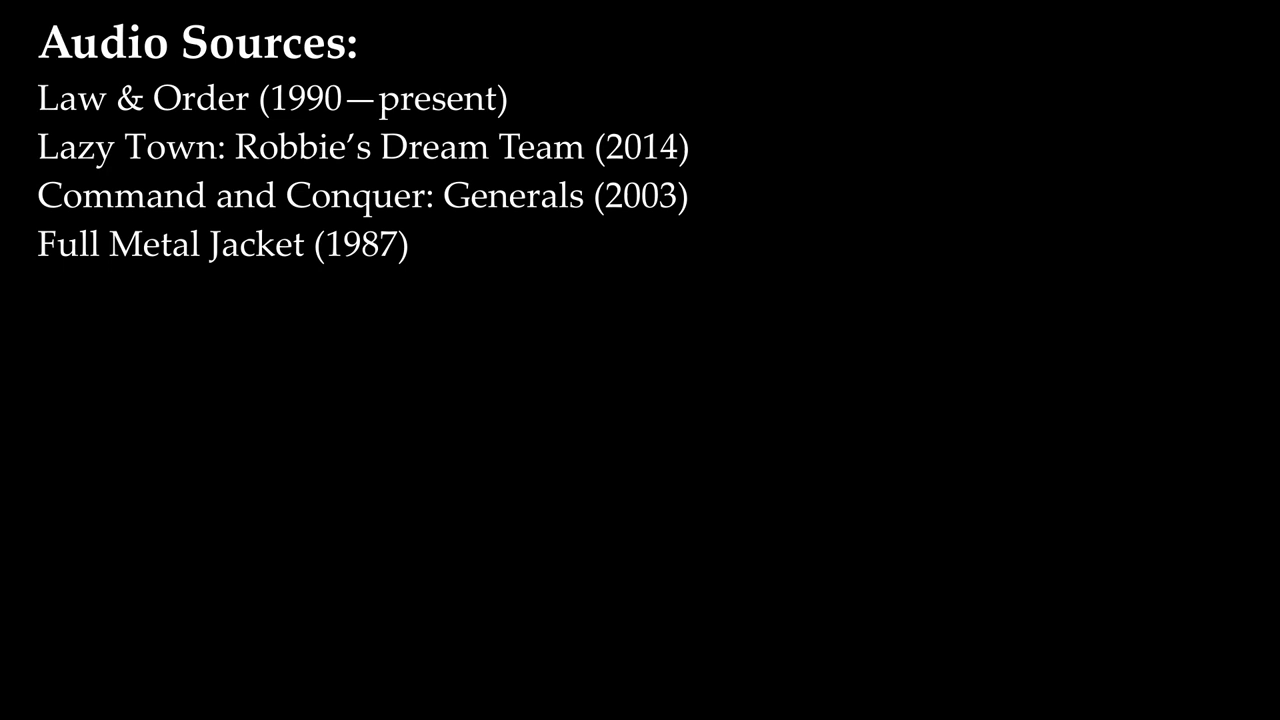 Audio Sources:
Law & Order (1990—present)
Lazy Town: Robbie’s Dream Team (2014)
Command and Conquer: Generals (2003)
Full Metal Jacket (1987)